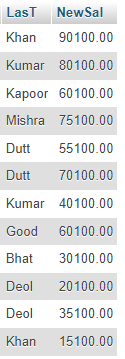 LasT NewSal
Khan 90100.00
Kumar 80100.00
Kapoor 60100.00
Mishra 75100.00
Dutt 55100.00
Dutt 70100.00
Kumar 40100.00
Good 60100.00
Bhat 30100.00
Deol 20100.00
Deol 35100.00
Khan 15100.00